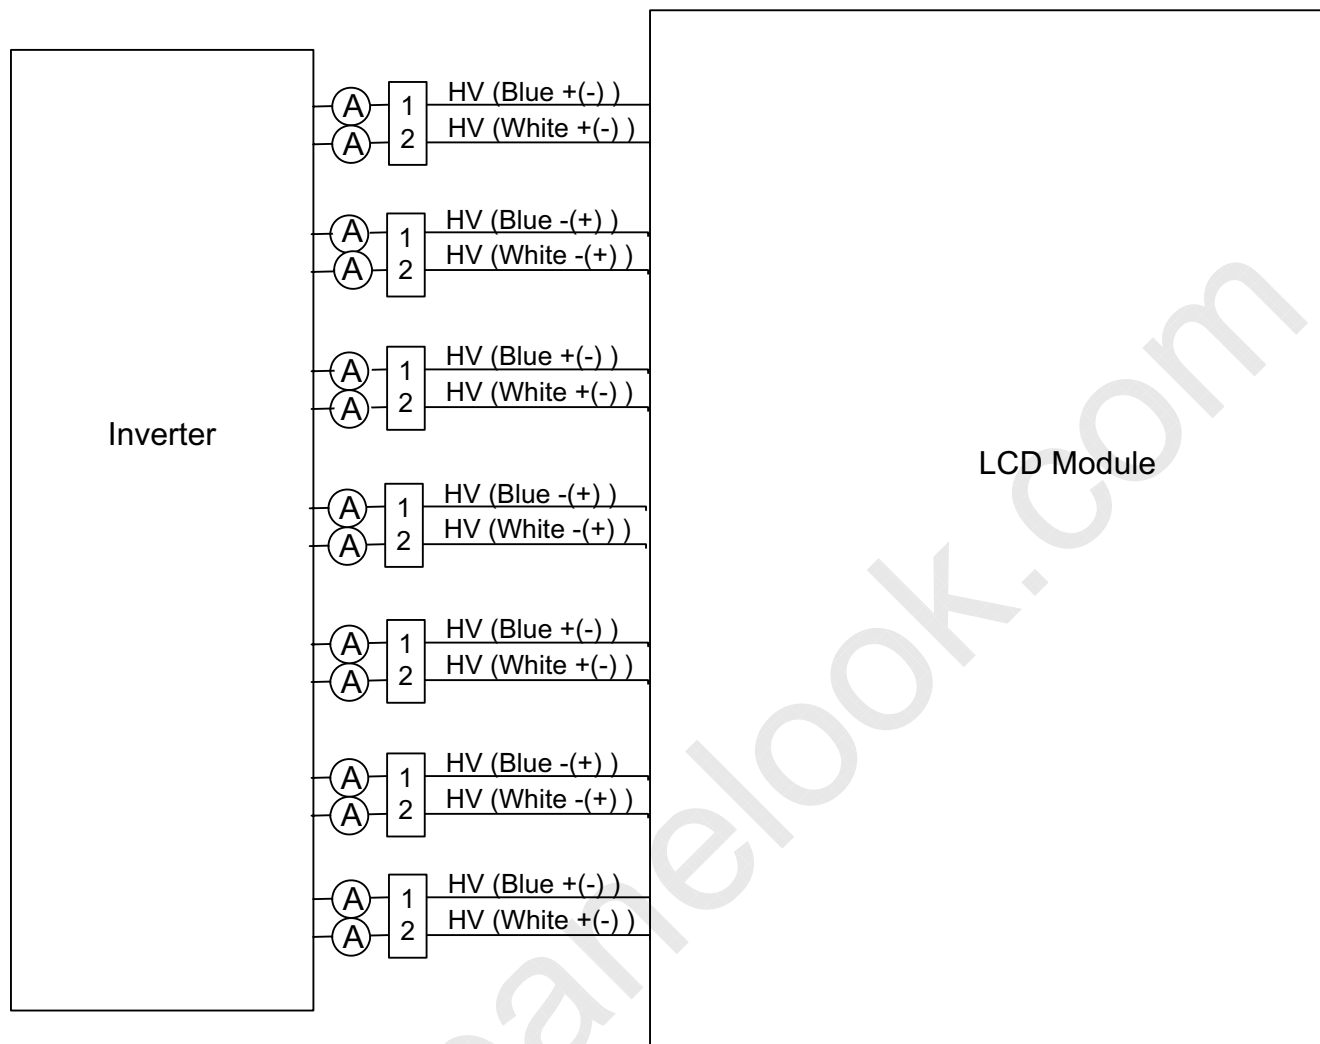 Inverter
A
A
1
2
HV (Blue +(-) )
HV (White +(-) )
A
A
1
2
HV (Blue -(+) )
HV (White -(+) )
A
A
1
2
HV (Blue +(-) )
HV (White +(-) )
A
A
1
2
HV (Blue -(+) )
HV (White -(+) )
A
A
1
2
HV (Blue +(-) )
HV (White +(-) )
A
A
1
2
HV (Blue -(+) )
HV (White -(+) )
A
A
1
2
HV (Blue +(-) )
HV (White +(-) )
LCD Module
panelook.com